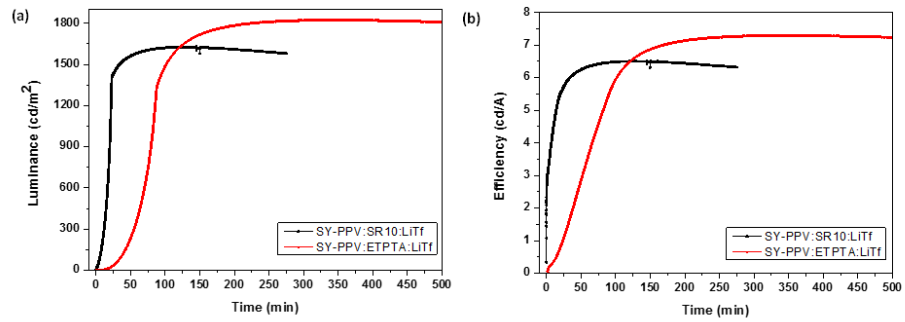 (a)
Luminance (cd/m²)
1800
1500
1200
900
600
300
0
0 50 100 150 200 250 300 350 400 450 500
Time (min)
SY-PPV:SR10:LiTf
SY-PPV:ETPTA:LiTf
(b)
Efficiency (cd/A)
8
7
6
5
4
3
2
1
0
0 50 100 150 200 250 300 350 400 450 500
Time (min)
SY-PPV:SR10:LiTf
SY-PPV:ETPTA:LiTf